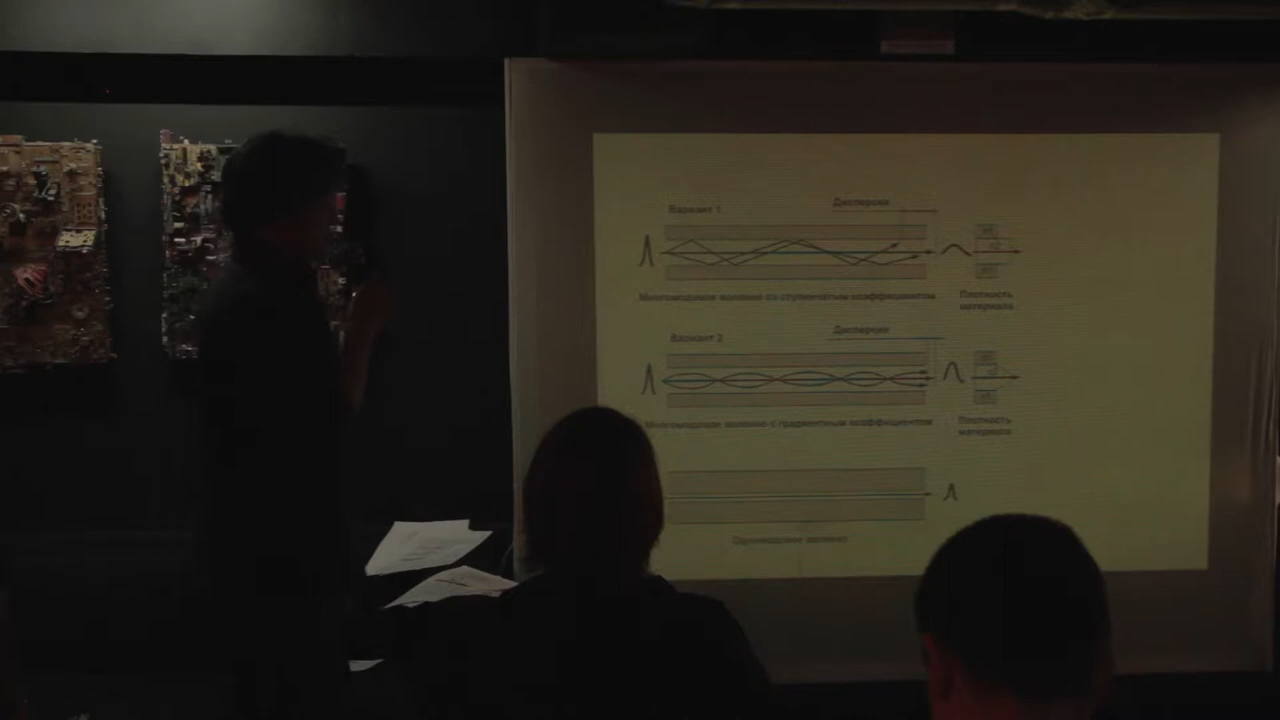 Вариант 1
Дисперсия
Многомодовое волокно со ступенчатым коэффициентом
Плотность
материала
Вариант 2
Дисперсия
Многомодовое волокно с градиентным коэффициентом
Плотность
материала
Одномодовое волокно